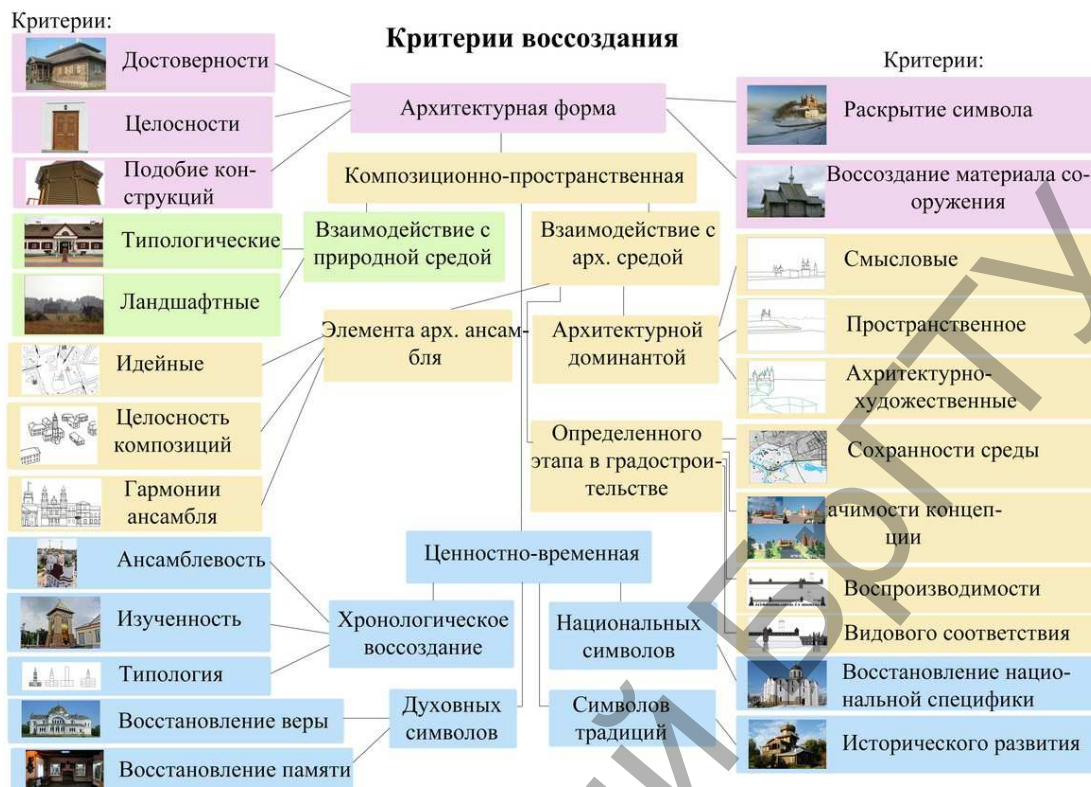 Критерии:
Критерии воссоздания
Критерии:
Достоверности
Целосности
Подобие кон-
струкций
Типологические
Ландшафтные
Идейные
Целосность
композиций
Гармонии
ансамбля
Ансамблевость
Изученность
Типология
Восстановление веры
Восстановление памяти
Архитектурная форма
Композиционно-пространственная
Взаимодействие с
природной средой
Взаимодействие с
арх. средой
Элемента арх. ансам-
бля
Архитектурной
доминантой
Определенного
этапа в градострои-
тельстве
Ценностно-временная
Хронологическое
воссоздание
Национальных
символов
Духовных
символов
Символов
традиций
Раскрытие символа
Воссоздание материала со-
оружения
Смысловые
Пространственное
Ахритектурно-
художественные
Сохранности среды
ачимости концеп-
ции
Воспроизводимости
Видового соответствия
Восстановление нацио-
нальной специфики
Исторического развития
й БрГТУ